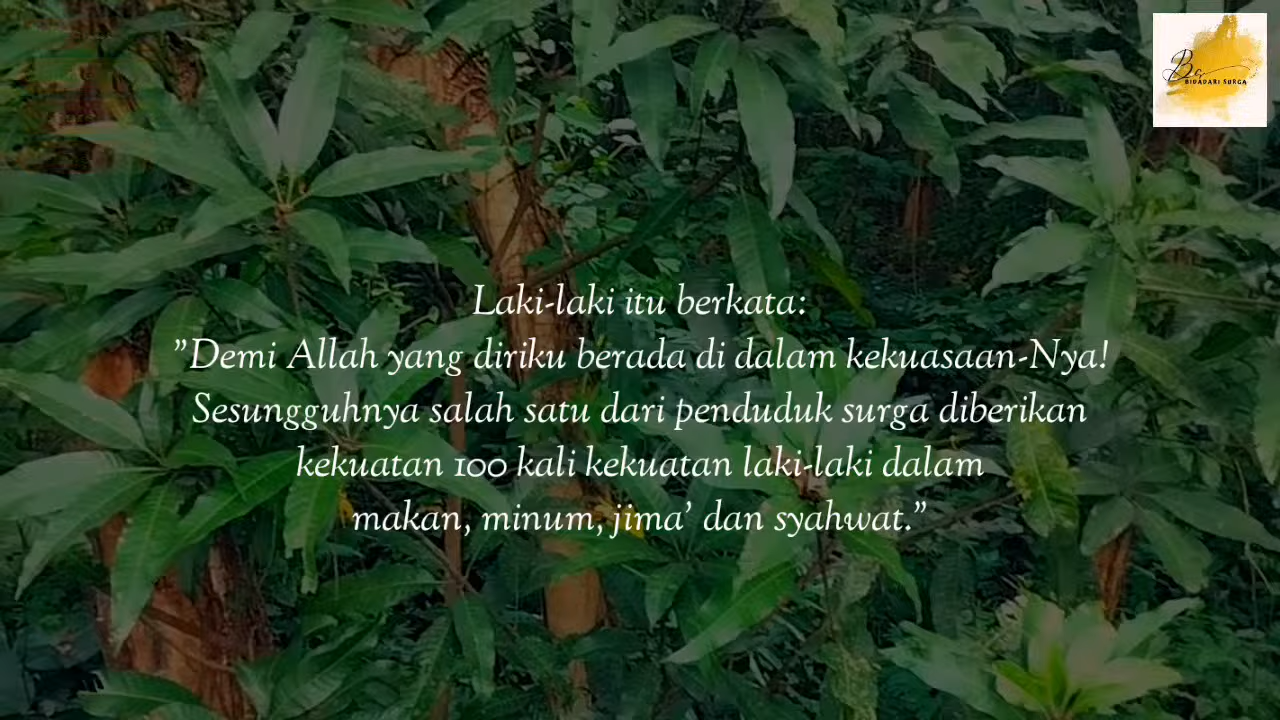 Bs
BIDADARI SURGA
Laki-laki itu berkata:
”Demi Allah yang diriku berada di dalam kekuasaan-Nya!
Sesungguhnya salah satu dari penduduk surga diberikan
kekuatan 100 kali kekuatan laki-laki dalam
makan, minum, jima’ dan syahwat.”